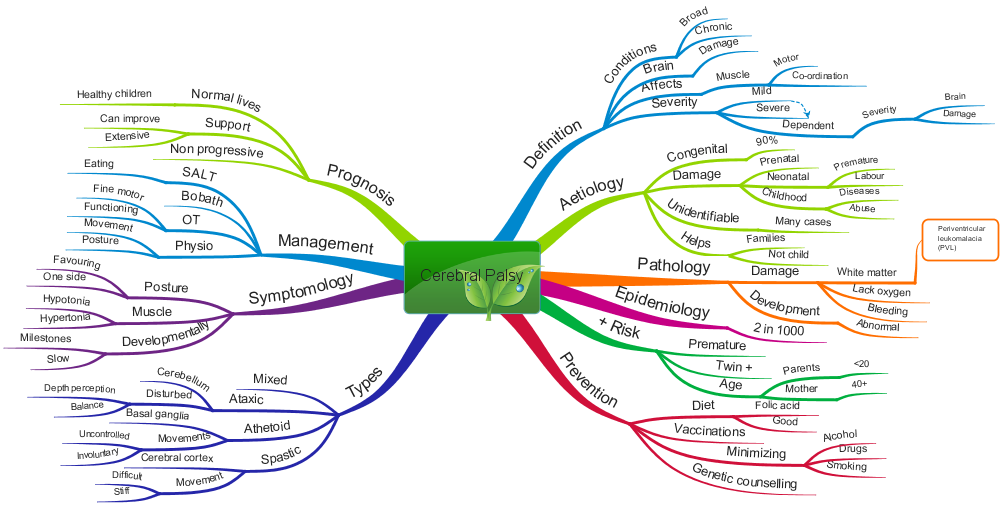 Cerebral Palsy
Definition
Conditions
Broad
Chronic
Brain
Damage
Affects
Muscle
Motor
Co-ordination
Severity
Mild
Severe
Dependent
Severity
Brain
Damage
Aetiology
Congenital
90%
Damage
Prenatal
Neonatal
Premature
Labour
Childhood
Diseases
Abuse
Unidentifiable
Many cases
Helps
Families
Not child
Pathology
Damage
White matter
Periventricular
leukomalacia
(PVL)
Lack oxygen
Bleeding
Development
Abnormal
Epidemiology
2 in 1000
+ Risk
Premature
Twin +
Age
Parents
<20
Mother
40+
Prevention
Diet
Folic acid
Good
Vaccinations
Minimizing
Alcohol
Drugs
Smoking
Genetic counselling
Prognosis
Normal lives
Healthy children
Support
Can improve
Extensive
Non progressive
Management
SALT
Eating
Bobath
OT
Fine motor
Functioning
Physio
Movement
Posture
Symptomology
Posture
Favouring
One side
Muscle
Hypotonia
Hypertonia
Developmentally
Milestones
Slow
Types
Mixed
Ataxic
Cerebellum
Disturbed
Depth perception
Balance
Athetoid
Basal ganglia
Movements
Uncontrolled
Involuntary
Spastic
Cerebral cortex
Movement
Difficult
Stiff